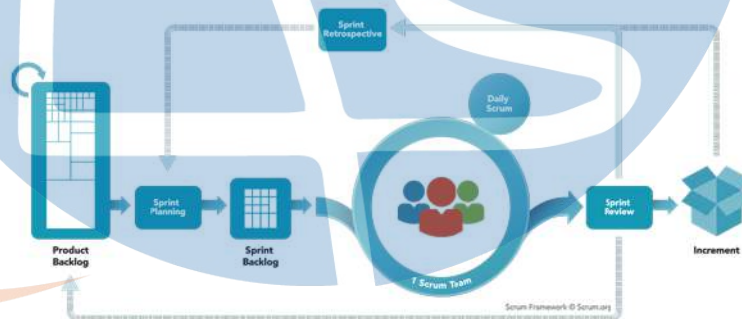 Sprint
Retrospective
Daily
Scrum
Sprint
Planning
Sprint
Review
Product
Backlog
Sprint
Backlog
1 Scrum Team
Increment
Scrum Framework © Scrum.org